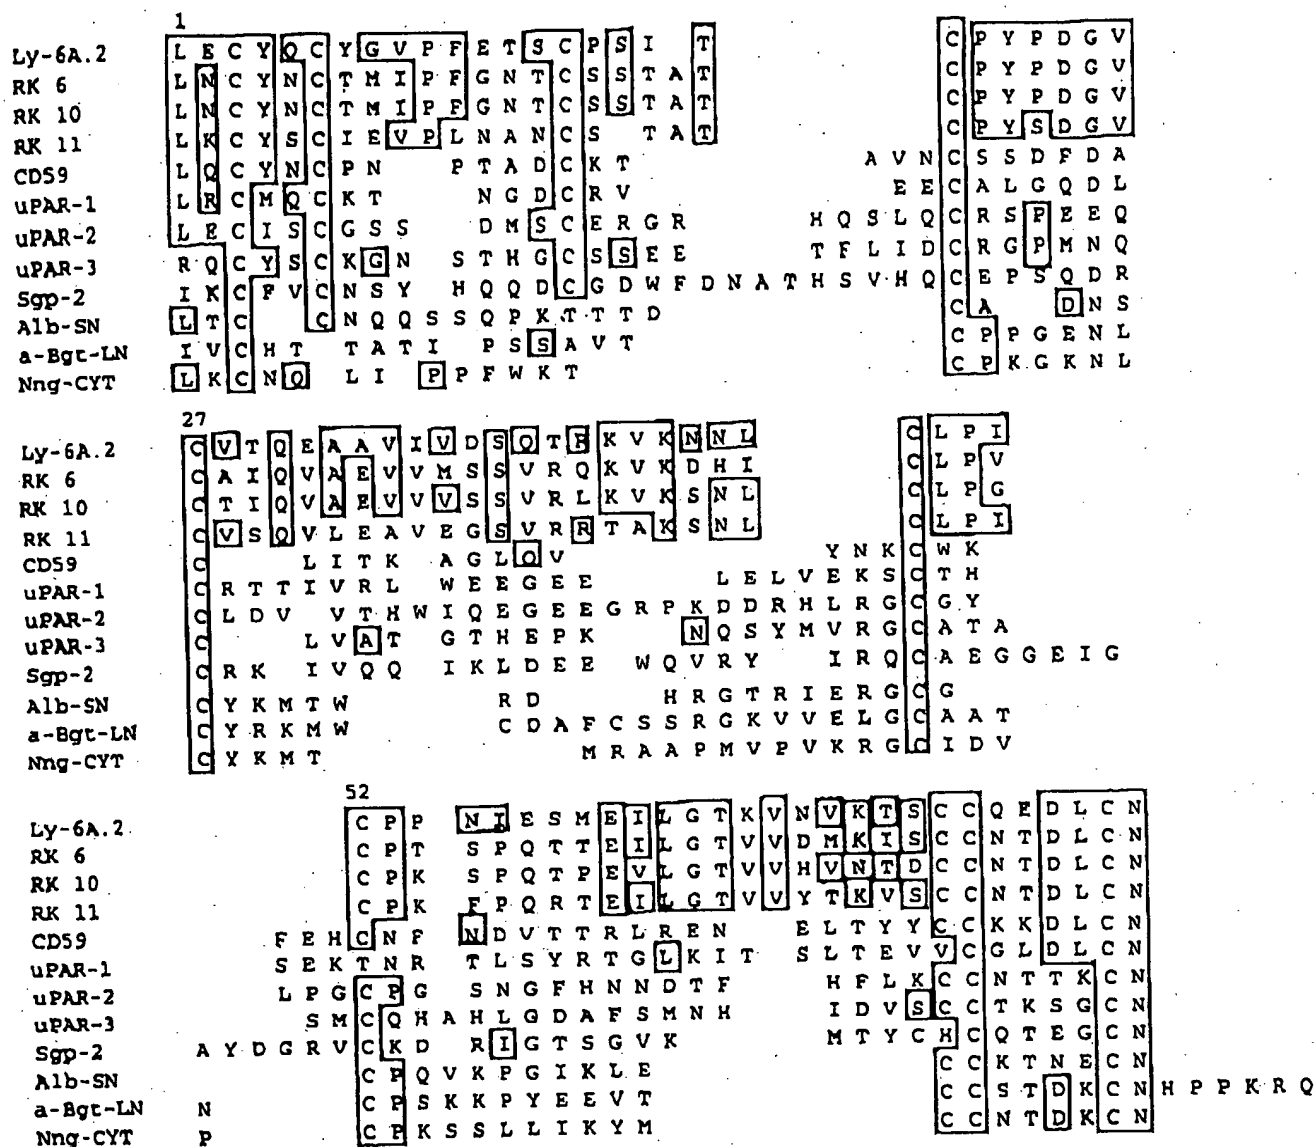 1
Ly-6A.2 L E C Y Q C Y G V P F E T S C P S I T C P Y P D G V
RK 6 L N C Y N C T M I P F G N T C S S T A T C P Y P D G V
RK 10 L N C Y N C T M I P F G N T C S S T A T C P Y P D G V
RK 11 L K C Y S C I E V P L N A N C S T A T C P Y S D G V
CD59 L Q C Y N C P N P T A D C K T A V N C S S D F D A
uPAR-1 L R C M Q C K T N G D C R V E E C A L G Q D L
uPAR-2 L E C I S C G S S D M S C E R G R H Q S L Q C R S P E E Q
uPAR-3 R Q C Y S C K G N S T H G C S S E E T F L I D C R G P M N Q
Sgp-2 I K C F V C N S Y H Q Q D C G D W F D N A T H S V H Q C E P S Q D R
Alb-SN L T C C N Q Q S S Q P K T T T D C A D N S
a-Bgt-LN I V C H T T A T I P S S A V T C P P G E N L
Nng-CYT L K C N Q L I P P F W K T C P K G K N L
27
Ly-6A.2 C V T Q E A A V I V D S Q T R K V K N N L C L P I
RK 6 C A I Q V A E V V M S S V R Q K V K D H I C L P V
RK 10 C T I Q V A E V V V S S V R L K V K S N L C L P G
RK 11 C V S Q V L E A V E G S V R R T A K S N L C L P I
CD59 C L I T K A G L Q V Y N K C W K
uPAR-1 C R T T I V R L W E E G E E L E L V E K S C T H
uPAR-2 C L D V V T H W I Q E G E E G R P K D D R H L R G C G Y
uPAR-3 C L V A T G T H E P K N Q S Y M V R G C A T A
Sgp-2 C R K I V Q Q I K L D E E W Q V R Y I R Q C A E G G E I G
Alb-SN C Y K M T W R D H R G T R I E R G C G
a-Bgt-LN C Y R K M W C D A F C S S R G K V V E L G C A A T
Nng-CYT C Y K M T M R A A P M V P V K R G C I D V
52
Ly-6A.2 C P P N I E S M E I L G T K V N V K T S C C Q E D L C N
RK 6 C P T S P Q T T E I L G T V V D M K I S C C N T D L C N
RK 10 C P K S P Q T P E V L G T V V H V N T D C C N T D L C N
RK 11 C P K F P Q R T E I L G T V V Y T K V S C C N T D L C N
CD59 F E H C N F N D V T T R L R E N E L T Y Y C C K K D L C N
uPAR-1 S E K T N R T L S Y R T G L K I T S L T E V V C G L D L C N
uPAR-2 L P G C P G S N G F H N N D T F H F L K C C N T T K C N
uPAR-3 S M C Q H A H L G D A F S M N H I D V S C C T K S G C N
Sgp-2 A Y D G R V C K D R I G T S G V K M T Y C H C Q T E G C N
Alb-SN C P Q V K P G I K L E C C K T N E C N
a-Bgt-LN N C P S K K P Y E E V T C C S T D K C N H P P K R Q
Nng-CYT P C P K S S L L I K Y M C C N T D K C N